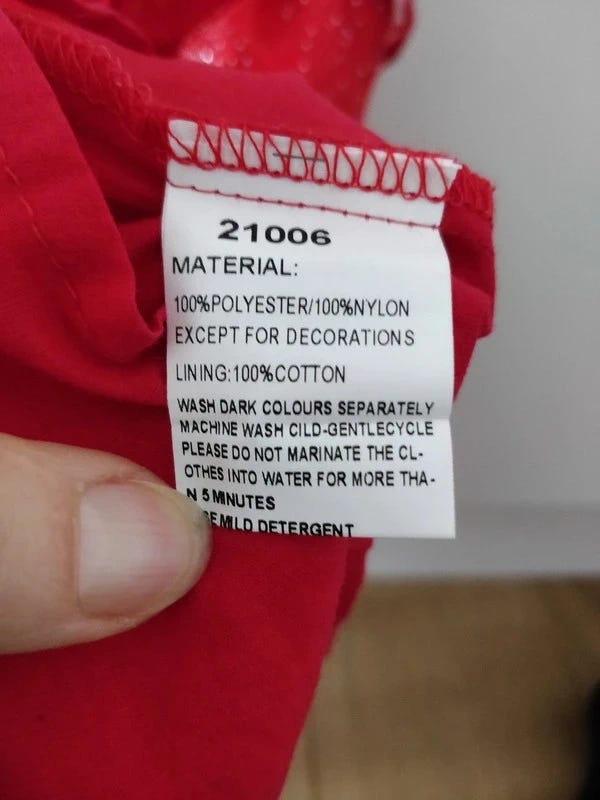 21006
MATERIAL:
100%POLYESTER/100%NYLON
EXCEPT FOR DECORATIONS
LINING:100%COTTON
WASH DARK COLOURS SEPARATELY
MACHINE WASH CILD-GENTLECYCLE
PLEASE DO NOT MARINATE THE CL-
OTHES INTO WATER FOR MORE THA-
N 5 MINUTES
MILD DETERGENT